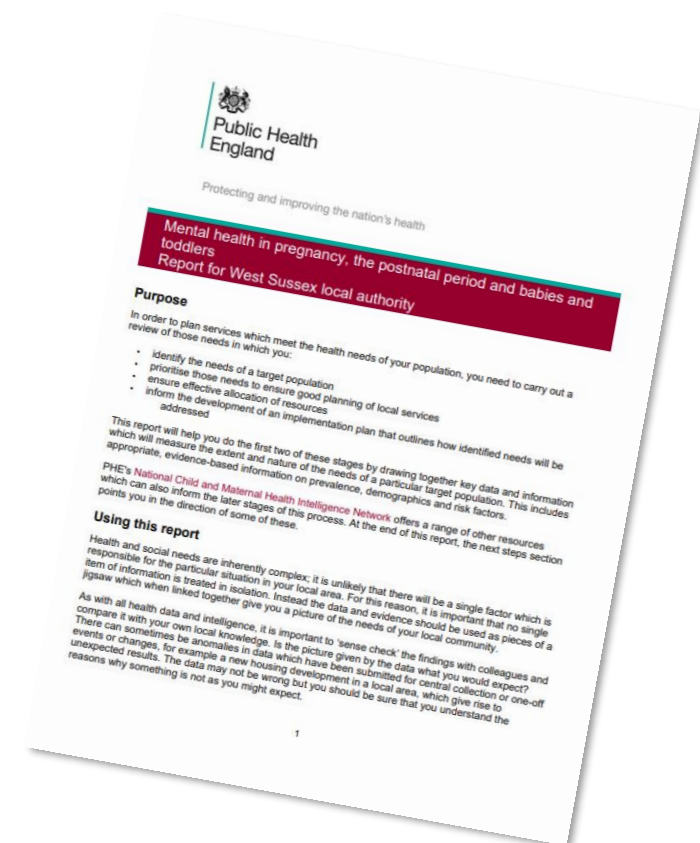 Public Health
England
Protecting and improving the nation's health
Mental health in pregnancy, the postnatal period and babies and
toddlers
Report for West Sussex local authority
Purpose
In order to plan services which meet the health needs of your population, you need to carry out a
review of those needs in which you:
• identify the needs of a target population
• prioritise those needs to ensure good planning of local services
• ensure effective allocation of resources
• inform the development of an implementation plan that outlines how identified needs will be
addressed
This report will help you do the first two of these stages by drawing together key data and information
which will measure the extent and nature of the needs of a particular target population. This includes
appropriate, evidence-based information on prevalence, demographics and risk factors.
PHE's National Child and Maternal Health Intelligence Network offers a range of other resources
which can also inform the later stages of this process. At the end of this report, the next steps section
points you in the direction of some of these.
Using this report
Health and social needs are inherently complex; it is unlikely that there will be a single factor which is
responsible for the particular situation in your local area. For this reason, it is important that no single
item of information is treated in isolation. Instead the data and evidence should be used as pieces of a
jigsaw which when linked together give you a picture of the needs of your local community.
As with all health data and intelligence, it is important to 'sense check' the findings with colleagues and
compare it with your own local knowledge. Is the picture given by the data what you would expect?
There can sometimes be anomalies in data which have been submitted for central collection or one-off
events or changes, for example a new housing development in a local area, which give rise to
unexpected results. The data may not be wrong but you should be sure that you understand the
reasons why something is not as you might expect.
1